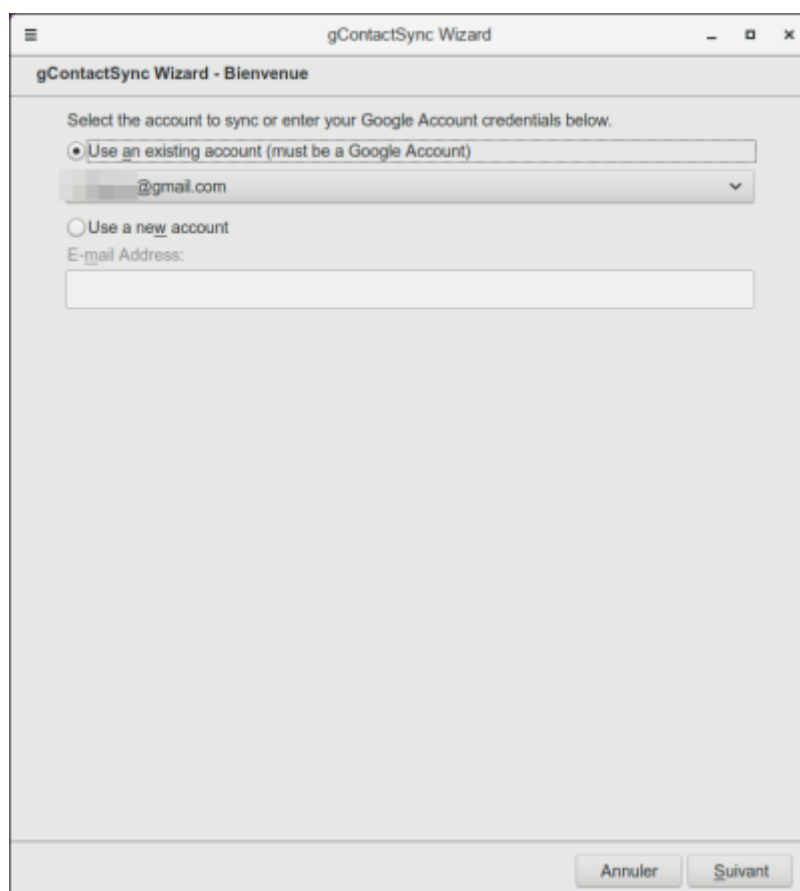 gContactSync Wizard
gContactSync Wizard - Bienvenue
Select the account to sync or enter your Google Account credentials below.
Use an existing account (must be a Google Account)
@gmail.com
Use a new account
E-mail Address:
Annuler
Suivant